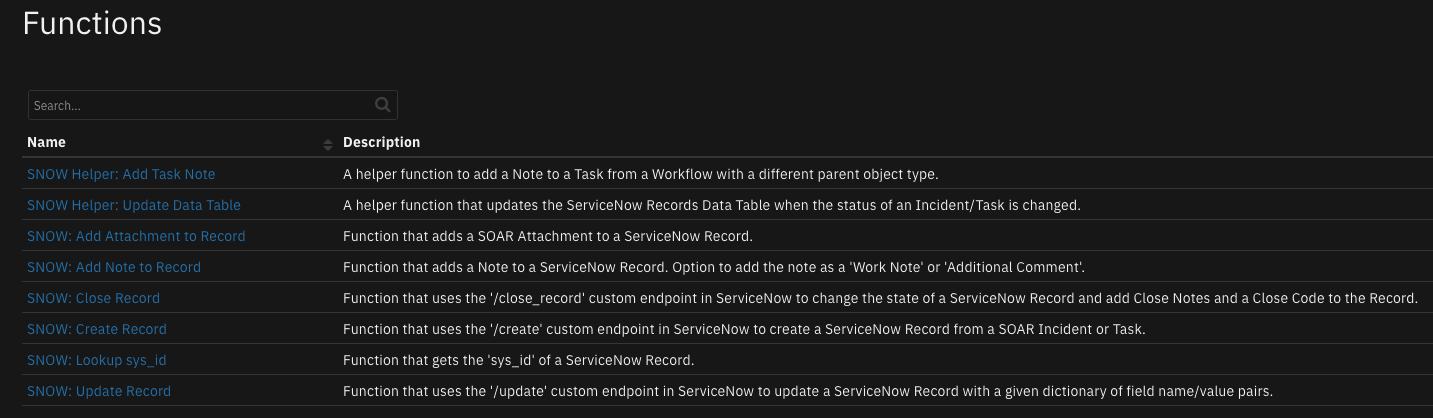 Functions
Search...
Name Description
SNOW Helper: Add Task Note A helper function to add a Note to a Task from a Workflow with a different parent object type.
SNOW Helper: Update Data Table A helper function that updates the ServiceNow Records Data Table when the status of an Incident/Task is changed.
SNOW: Add Attachment to Record Function that adds a SOAR Attachment to a ServiceNow Record.
SNOW: Add Note to Record Function that adds a Note to a ServiceNow Record. Option to add the note as a 'Work Note' or 'Additional Comment'.
SNOW: Close Record Function that uses the '/close_record' custom endpoint in ServiceNow to change the state of a ServiceNow Record and add Close Notes and a Close Code to the Record.
SNOW: Create Record Function that uses the '/create' custom endpoint in ServiceNow to create a ServiceNow Record from a SOAR Incident or Task.
SNOW: Lookup sys_id Function that gets the 'sys_id' of a ServiceNow Record.
SNOW: Update Record Function that uses the '/update' custom endpoint in ServiceNow to update a ServiceNow Record with a given dictionary of field name/value pairs.